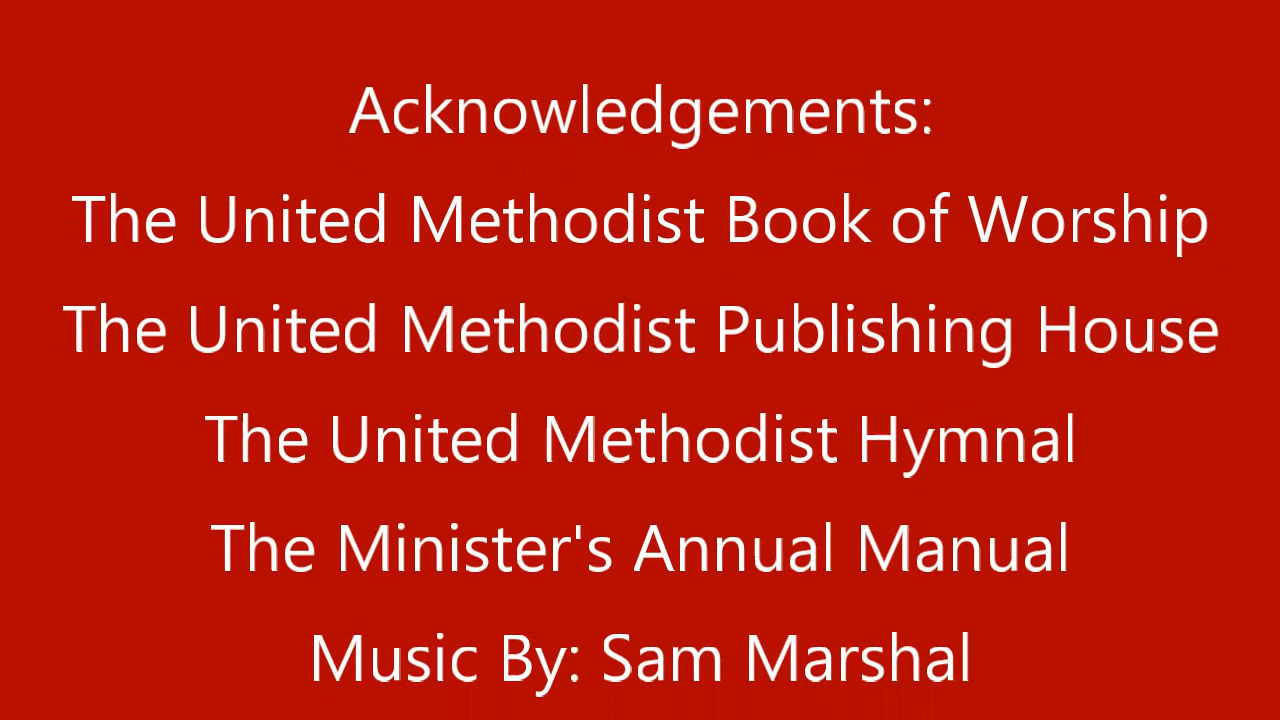 Acknowledgements:
The United Methodist Book of Worship
The United Methodist Publishing House
The United Methodist Hymnal
The Minister's Annual Manual
Music By: Sam Marshal